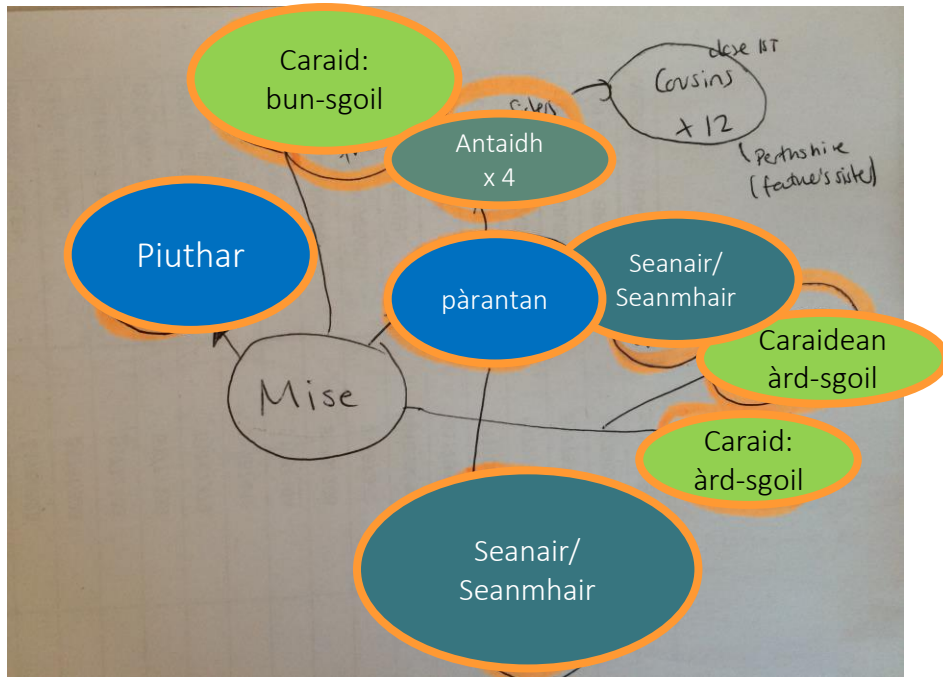 Caraid:
bun-sgoil
close 1st
Cousins
x 12
Perthshire
(father's sister)
Antaidh
x 4
Piuthar
pàrantan
Seanair/
Seanmhair
Caraidean
àrd-sgoil
Mise
Caraid:
àrd-sgoil
Seanair/
Seanmhair